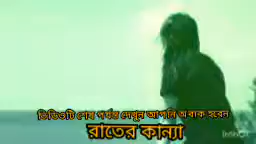 ভিডিওটি শেষ পর্যন্ত দেখুন আপনি অবাক হবেন
রাতের কান্না